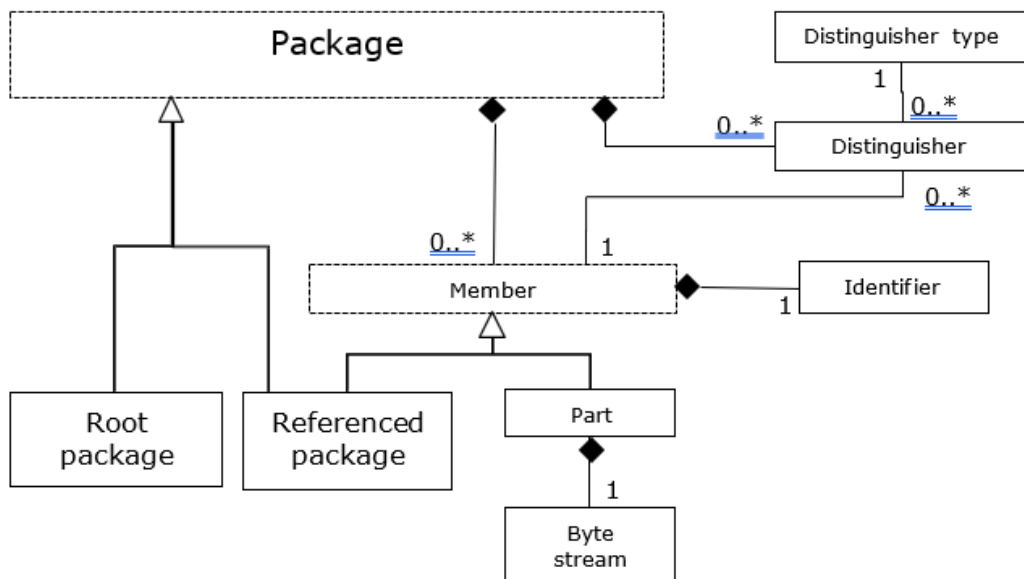 Package
Distinguisher type
1
0..*
0..*
Distinguisher
0..*
0..*
1
Member
Identifier
1
Root
package
Referenced
package
Part
1
Byte
stream